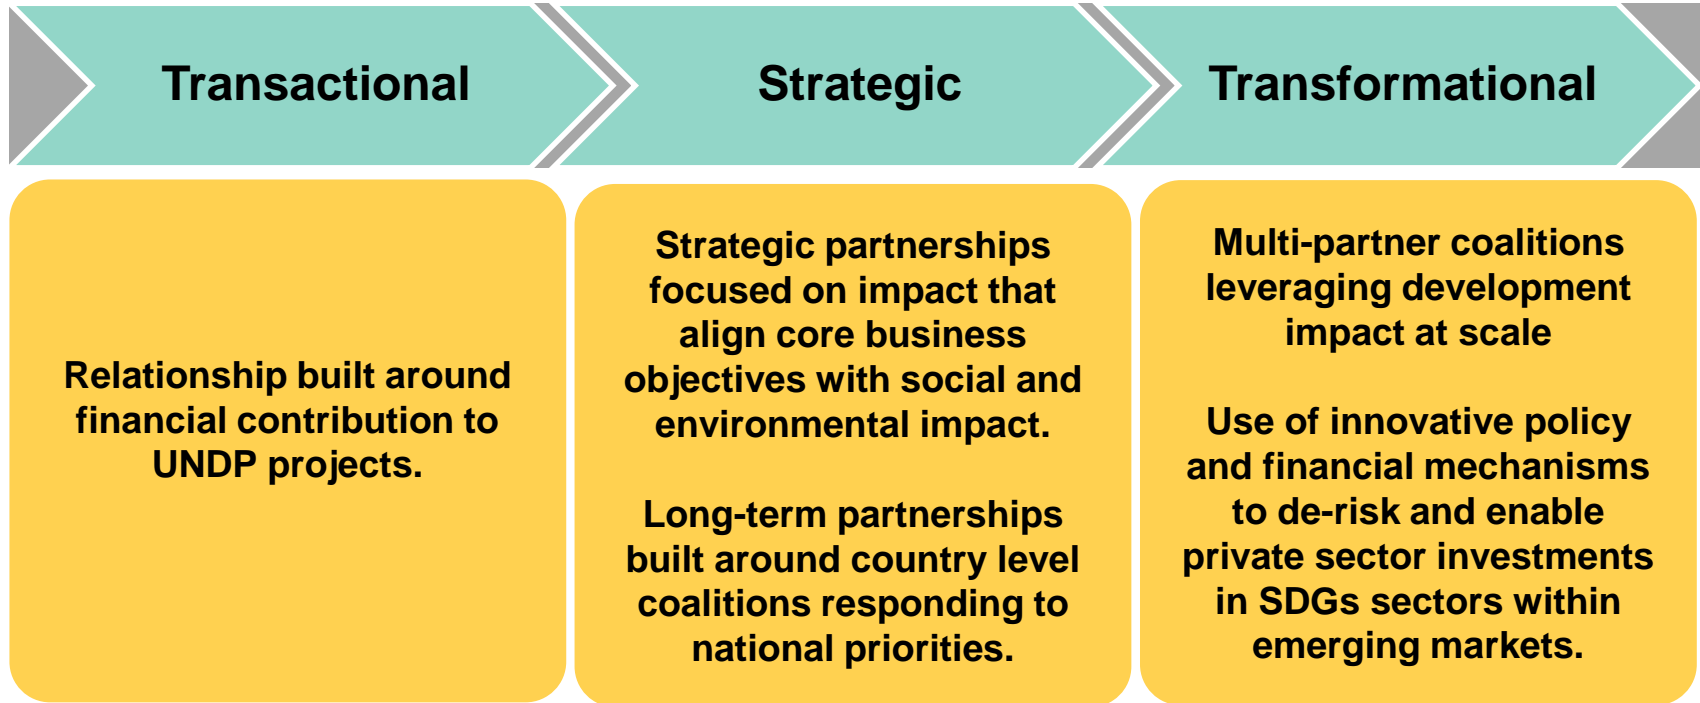 Transactional
Strategic
Transformational
Relationship built around
financial contribution to
UNDP projects.
Strategic partnerships
focused on impact that
align core business
objectives with social and
environmental impact.
Long-term partnerships
built around country level
coalitions responding to
national priorities.
Multi-partner coalitions
leveraging development
impact at scale
Use of innovative policy
and financial mechanisms
to de-risk and enable
private sector investments
in SDGs sectors within
emerging markets.